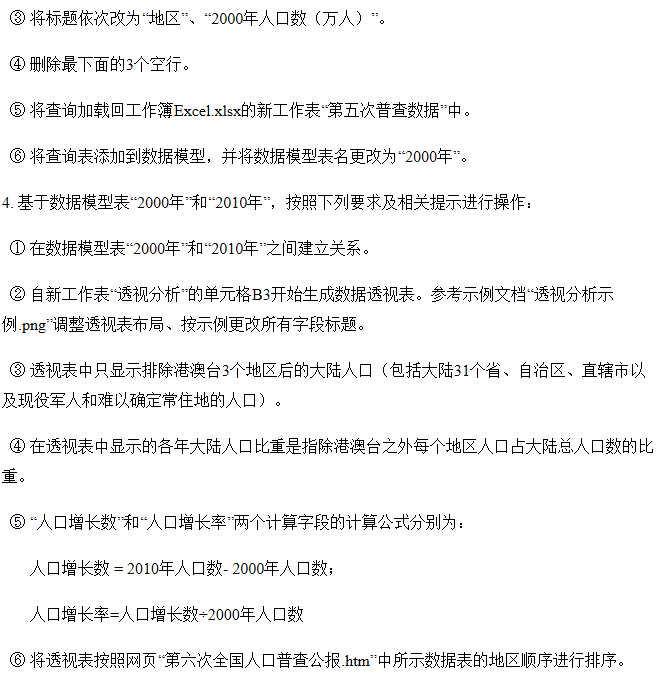 ③ 将标题依次改为“地区”、“2000年人口数（万人）”。
④ 删除最下面的3个空行。
⑤ 将查询加载回工作簿Excel.xlsx的新工作表“第五次普查数据”中。
⑥ 将查询表添加到数据模型，并将数据模型表名更改为“2000年”。
4. 基于数据模型表“2000年”和“2010年”，按照下列要求及相关提示进行操作：
① 在数据模型表“2000年”和“2010年”之间建立关系。
② 自新工作表“透视分析”的单元格B3开始生成数据透视表。参考示例文档“透视分析示
例.png”调整透视表布局、按示例更改所有字段标题。
③ 透视表中只显示排除港澳台3个地区后的大陆人口（包括大陆31个省、自治区、直辖市以
及现役军人和难以确定常住地的人口）。
④ 在透视表中显示的各年大陆人口比重是指除港澳台之外每个地区人口占大陆总人口数的比
重。
⑤ “人口增长数”和“人口增长率”两个计算字段的计算公式分别为：
人口增长数 = 2010年人口数- 2000年人口数；
人口增长率=人口增长数÷2000年人口数
⑥ 将透视表按照网页“第六次全国人口普查公报.htm”中所示数据表的地区顺序进行排序。